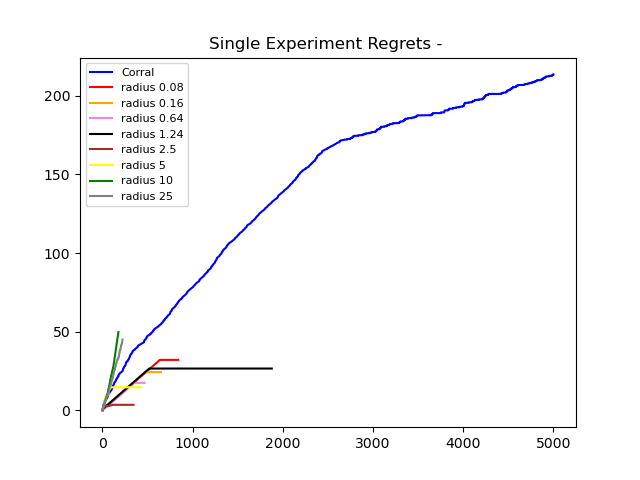 Single Experiment Regrets -
Corral
radius 0.08
radius 0.16
radius 0.64
radius 1.24
radius 2.5
radius 5
radius 10
radius 25
200
150
100
50
0
0 1000 2000 3000 4000 5000